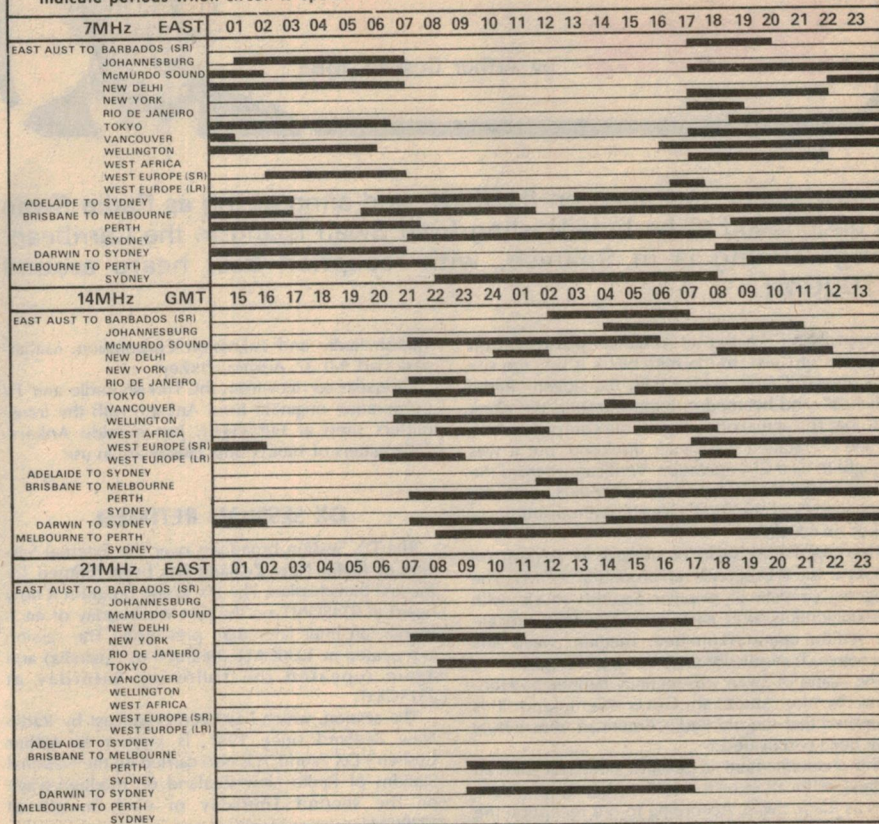 indicate periods when circuit is
7MHz EAST 01 02 03 04 05 06 07 08 09 10 11 12 13 14 15 16 17 18 19 20 21 22 23
EAST AUST TO BARBADOS (SR)
JOHANNESBURG
McMURDO SOUND
NEW DELHI
NEW YORK
RIO DE JANEIRO
TOKYO
VANCOUVER
WELLINGTON
WEST AFRICA
WEST EUROPE (SR)
WEST EUROPE (LR)
ADELAIDE TO SYDNEY
BRISBANE TO MELBOURNE
PERTH
SYDNEY
DARWIN TO SYDNEY
MELBOURNE TO PERTH
SYDNEY
14MHz GMT 15 16 17 18 19 20 21 22 23 24 01 02 03 04 05 06 07 08 09 10 11 12 13
EAST AUST TO BARBADOS (SR)
JOHANNESBURG
McMURDO SOUND
NEW DELHI
NEW YORK
RIO DE JANEIRO
TOKYO
VANCOUVER
WELLINGTON
WEST AFRICA
WEST EUROPE (SR)
WEST EUROPE (LR)
ADELAIDE TO SYDNEY
BRISBANE TO MELBOURNE
PERTH
SYDNEY
DARWIN TO SYDNEY
MELBOURNE TO PERTH
SYDNEY
21MHz EAST 01 02 03 04 05 06 07 08 09 10 11 12 13 14 15 16 17 18 19 20 21 22 23
EAST AUST TO BARBADOS (SR)
JOHANNESBURG
McMURDO SOUND
NEW DELHI
NEW YORK
RIO DE JANEIRO
TOKYO
VANCOUVER
WELLINGTON
WEST AFRICA
WEST EUROPE (SR)
WEST EUROPE (LR)
ADELAIDE TO SYDNEY
BRISBANE TO MELBOURNE
PERTH
SYDNEY
DARWIN TO SYDNEY
MELBOURNE TO PERTH
SYDNEY